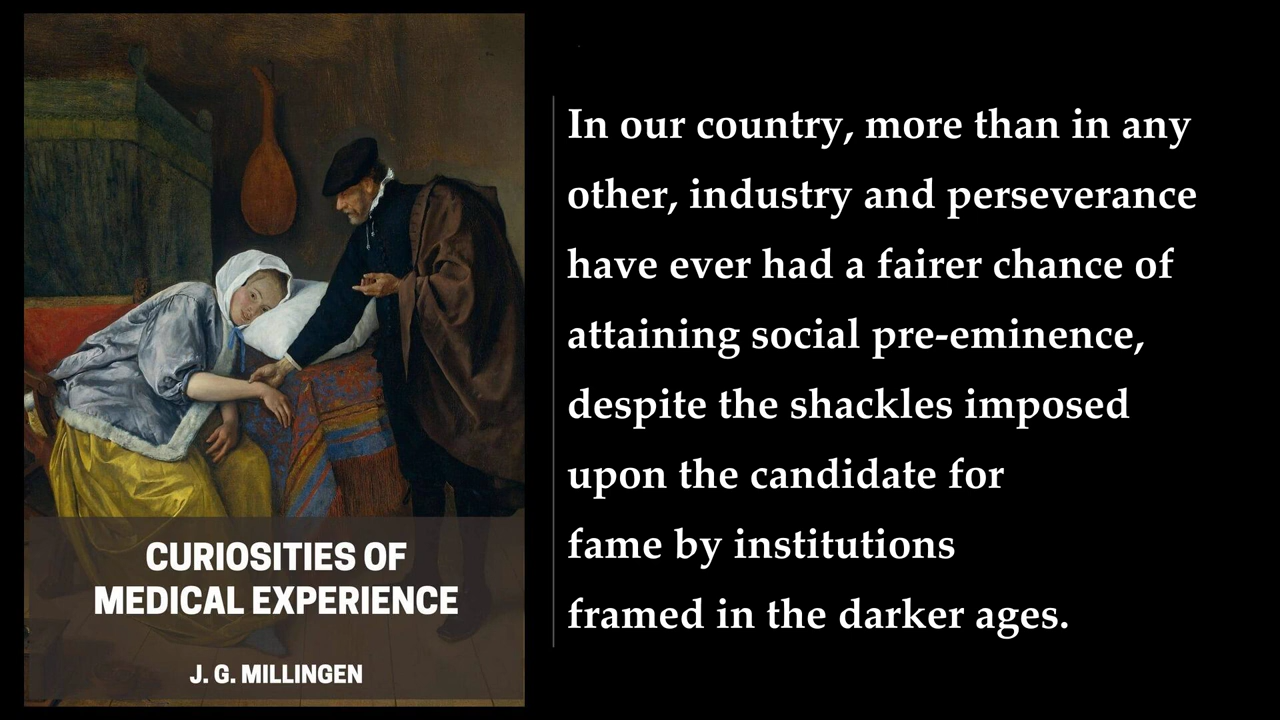 CURIOSITIES OF
MEDICAL EXPERIENCE
J. G. MILLINGEN
In our country, more than in any
other, industry and perseverance
have ever had a fairer chance of
attaining social pre-eminence,
despite the shackles imposed
upon the candidate for
fame by institutions
framed in the darker ages.